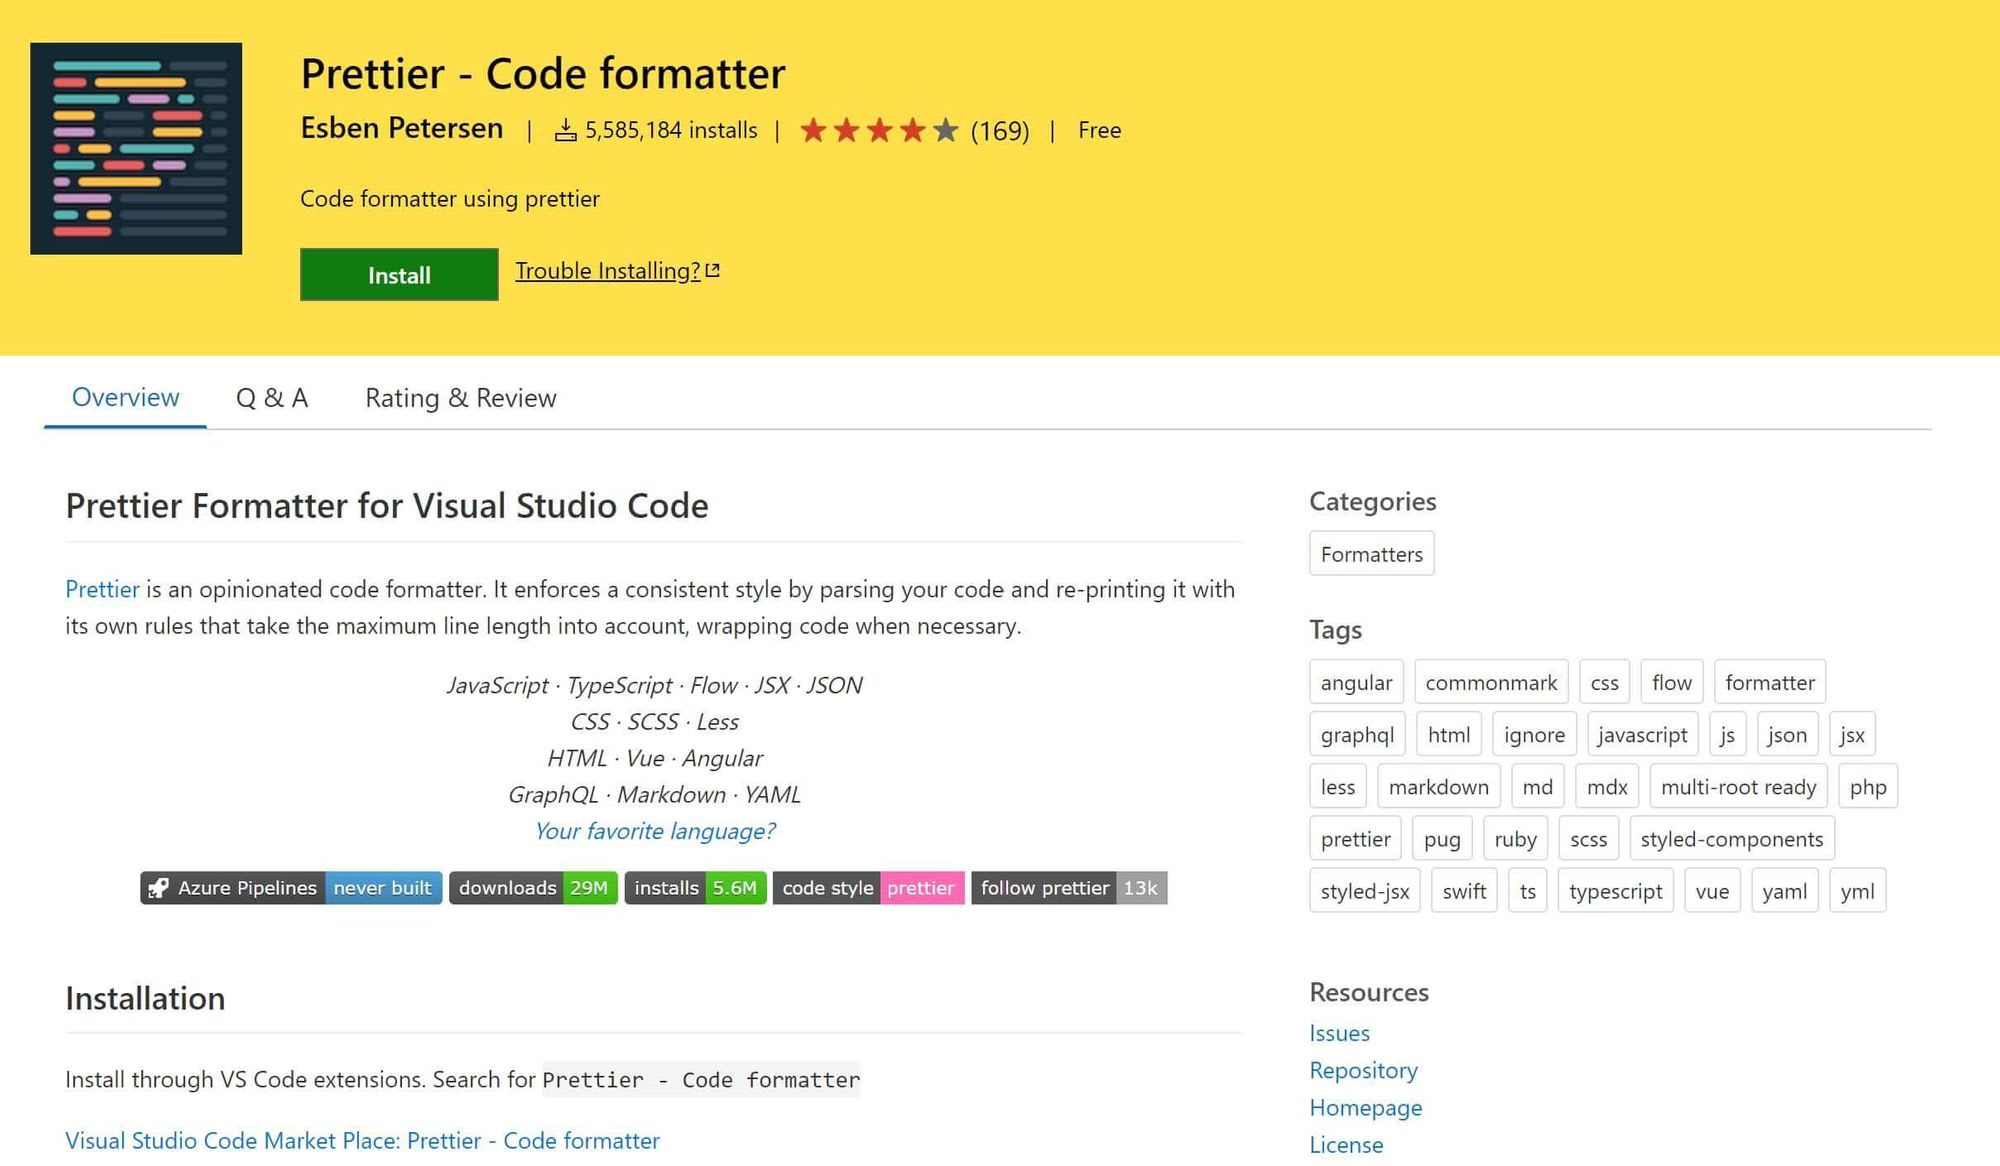 Prettier - Code formatter
Esben Petersen | 5,585,184 installs | (169) | Free
Code formatter using prettier
Install Trouble Installing?
Overview Q & A Rating & Review
Prettier Formatter for Visual Studio Code
Prettier is an opinionated code formatter. It enforces a consistent style by parsing your code and re-printing it with
its own rules that take the maximum line length into account, wrapping code when necessary.
JavaScript · TypeScript · Flow · JSX · JSON
CSS · SCSS · Less
HTML · Vue · Angular
GraphQL · Markdown · YAML
Your favorite language?
Azure Pipelines never built downloads 29M installs 5.6M code style prettier follow prettier 13k
Installation
Install through VS Code extensions. Search for Prettier - Code formatter
Visual Studio Code Market Place: Prettier - Code formatter
Categories
Formatters
Tags
angular commonmark css flow formatter
graphql html ignore javascript js json jsx
less markdown md mdx multi-root ready php
prettier pug ruby scss styled-components
styled-jsx swift ts typescript vue yaml yml
Resources
Issues
Repository
Homepage
License